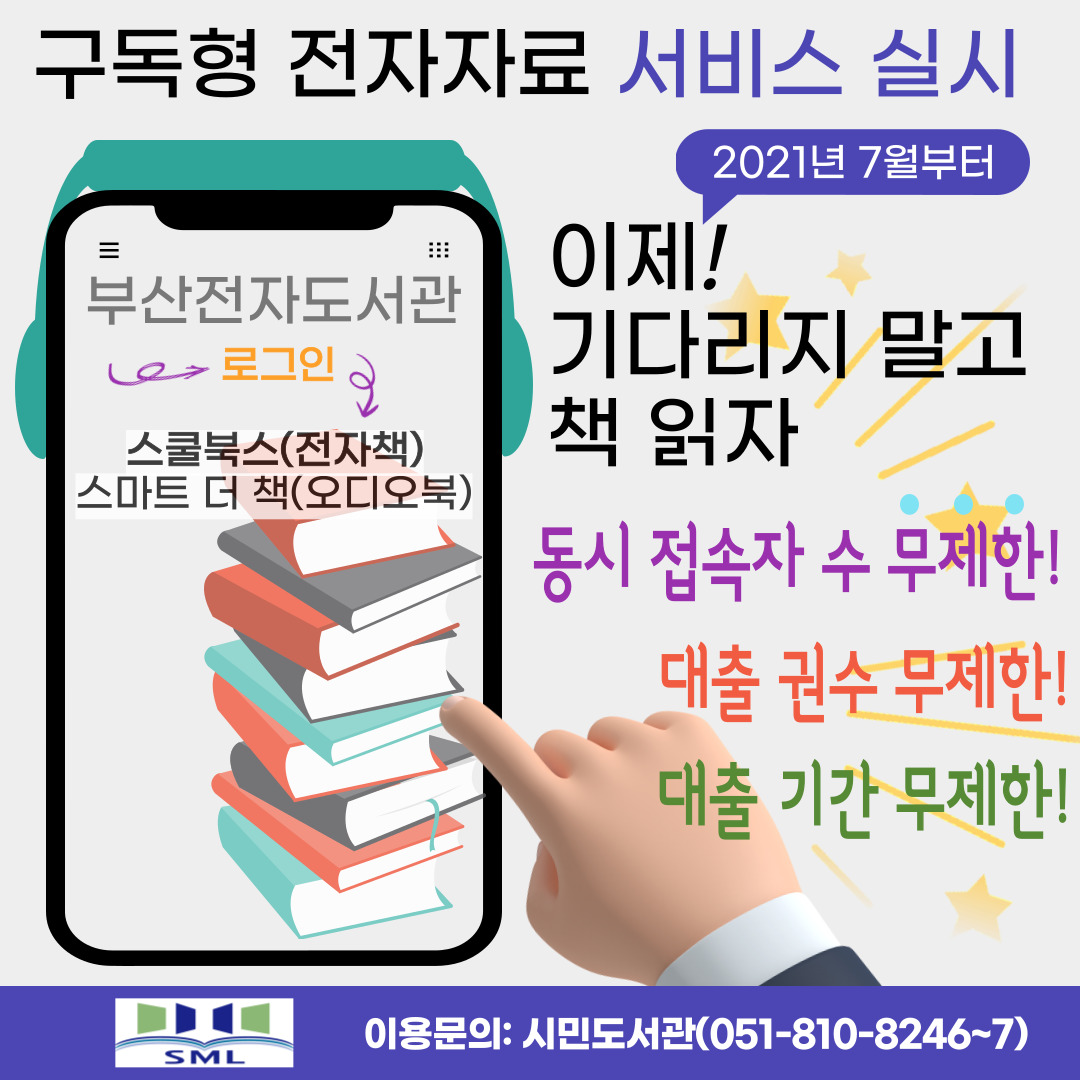 구독형 전자자료 서비스 실시
2021년 7월부터
이제!
기다리지 말고
책 읽자
부산전자도서관
로그인
스쿨북스(전자책)
스마트 더 책(오디오북)
동시 접속자 수 무제한!
대출 권수 무제한!
대출 기간 무제한!
SML
이용문의: 시민도서관(051-810-8246~7)